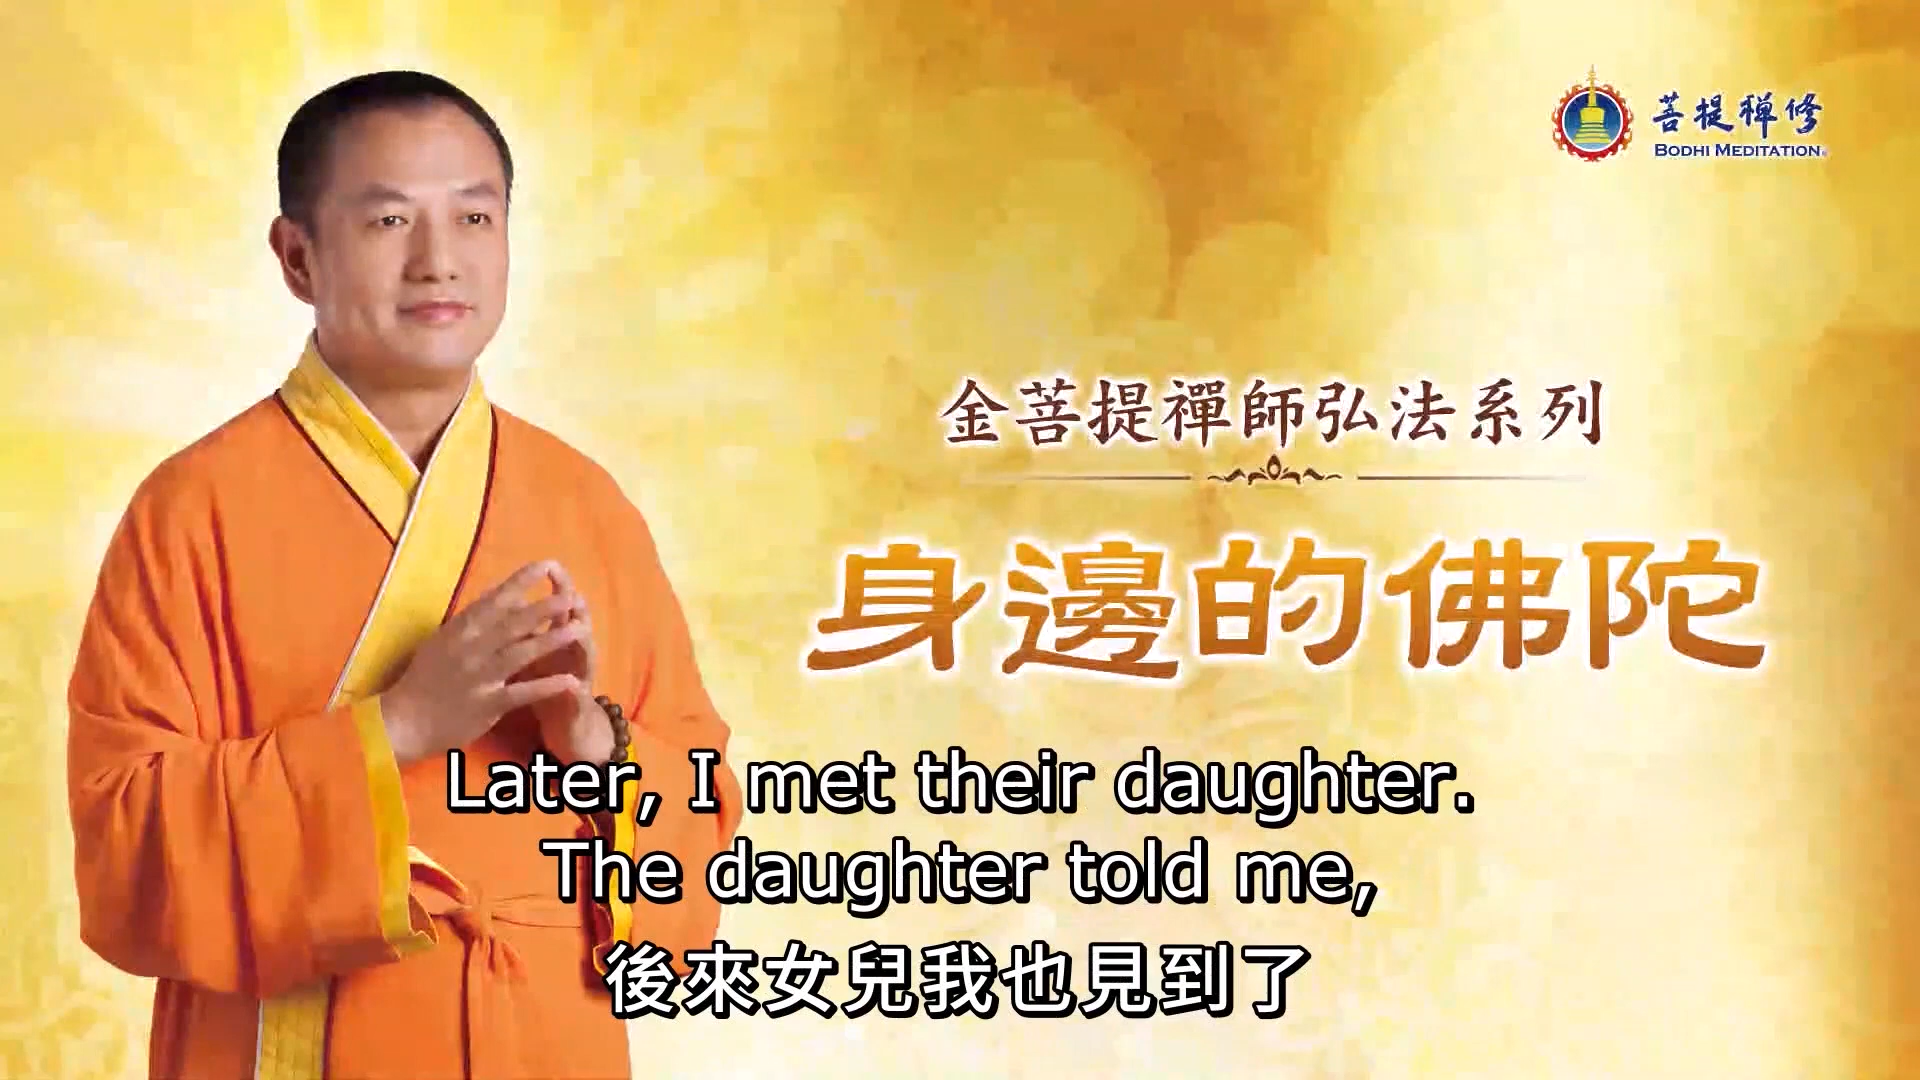 菩提禪修
BODHI MEDITATION
金菩提禪師弘法系列
身邊的佛陀
Later, I met their daughter.
The daughter told me,
後來女兒我也見到了